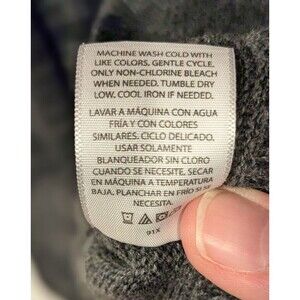 MACHINE WASH COLD WITH
LIKE COLORS. GENTLE CYCLE.
ONLY NON-CHLORINE BLEACH
WHEN NEEDED. TUMBLE DRY
LOW, COOL IRON IF NEEDED.
LAVAR A MÁQUINA CON AGUA
FRÍA Y CON COLORES
SIMILARES. CICLO DELICADO.
USAR SOLAMENTE
BLANQUEADOR SIN CLORO
CUANDO SE NECESITE. SECAR
EN MÁQUINA A TEMPERATURA
BAJA. PLANCHAR EN FRÍO SI SE
NECESITA.
91X